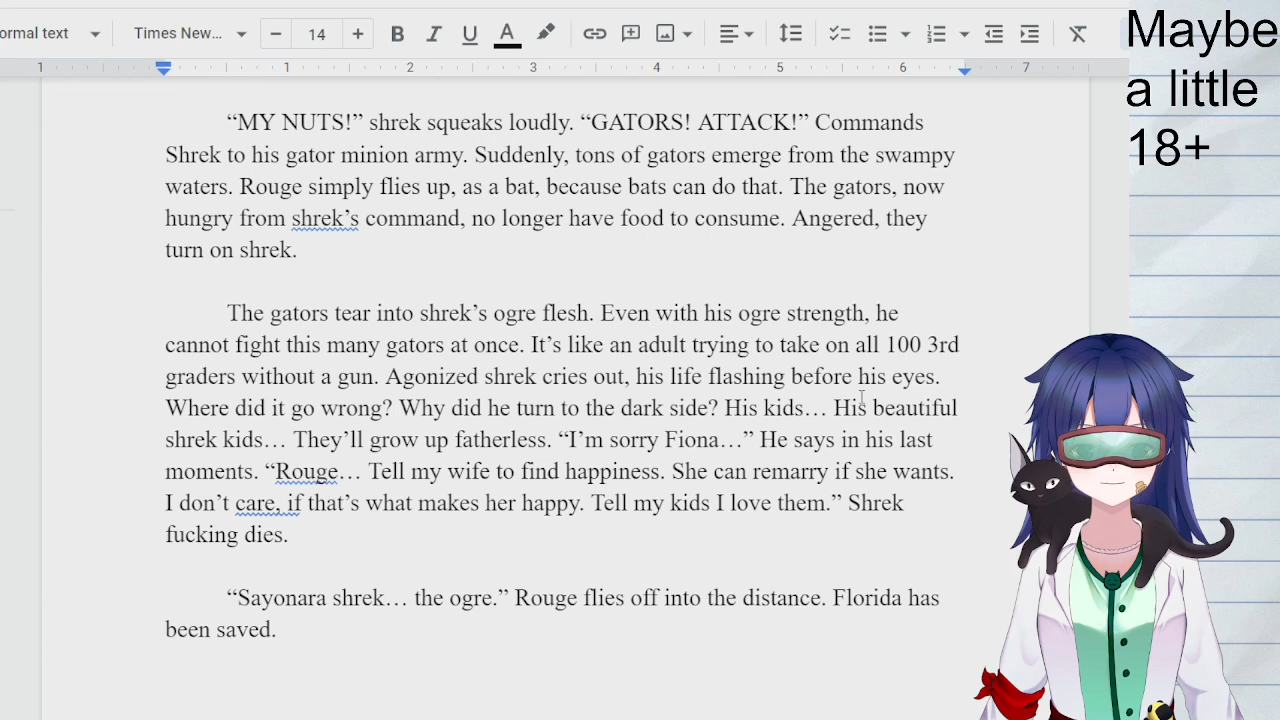 ormal text Times New... 14 B I U A
1 1 2 3 4 5 6 7
Maybe
a little
18+
“MY NUTS!” shrek squeaks loudly. “GATORS! ATTACK!” Commands
Shrek to his gator minion army. Suddenly, tons of gators emerge from the swampy
waters. Rouge simply flies up, as a bat, because bats can do that. The gators, now
hungry from shrek’s command, no longer have food to consume. Angered, they
turn on shrek.
The gators tear into shrek’s ogre flesh. Even with his ogre strength, he
cannot fight this many gators at once. It’s like an adult trying to take on all 100 3rd
graders without a gun. Agonized shrek cries out, his life flashing before his eyes.
Where did it go wrong? Why did he turn to the dark side? His kids… His beautiful
shrek kids… They’ll grow up fatherless. “I’m sorry Fiona…” He says in his last
moments. “Rouge… Tell my wife to find happiness. She can remarry if she wants.
I don’t care, if that’s what makes her happy. Tell my kids I love them.” Shrek
fucking dies.
“Sayonara shrek… the ogre.” Rouge flies off into the distance. Florida has
been saved.